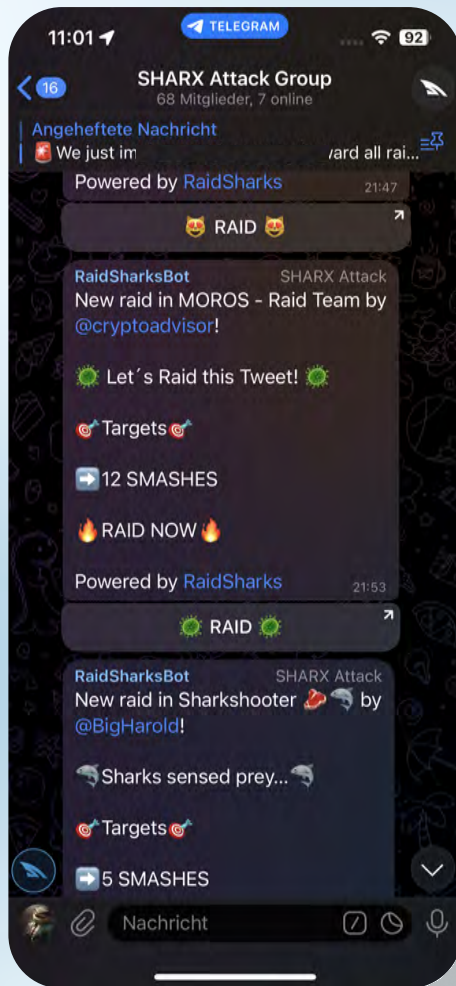 11:01
TELEGRAM
92
16
SHARX Attack Group
68 Mitglieder, 7 online
Angeheftete Nachricht
🚨 We just im
ward all rai...
Powered by RaidSharks
21:47
😻 RAID 😻
RaidSharksBot
SHARX Attack
New raid in MOROS - Raid Team by
@cryptoadvisor!
🦠 Let´s Raid this Tweet! 🦠
🎯Targets🎯
➡️12 SMASHES
🔥RAID NOW🔥
Powered by RaidSharks
21:53
🦠 RAID 🦠
RaidSharksBot
SHARX Attack
New raid in Sharkshooter 🥩🦈 by
@BigHarold!
🦈Sharks sensed prey...🦈
🎯Targets🎯
➡️5 SMASHES
Nachricht